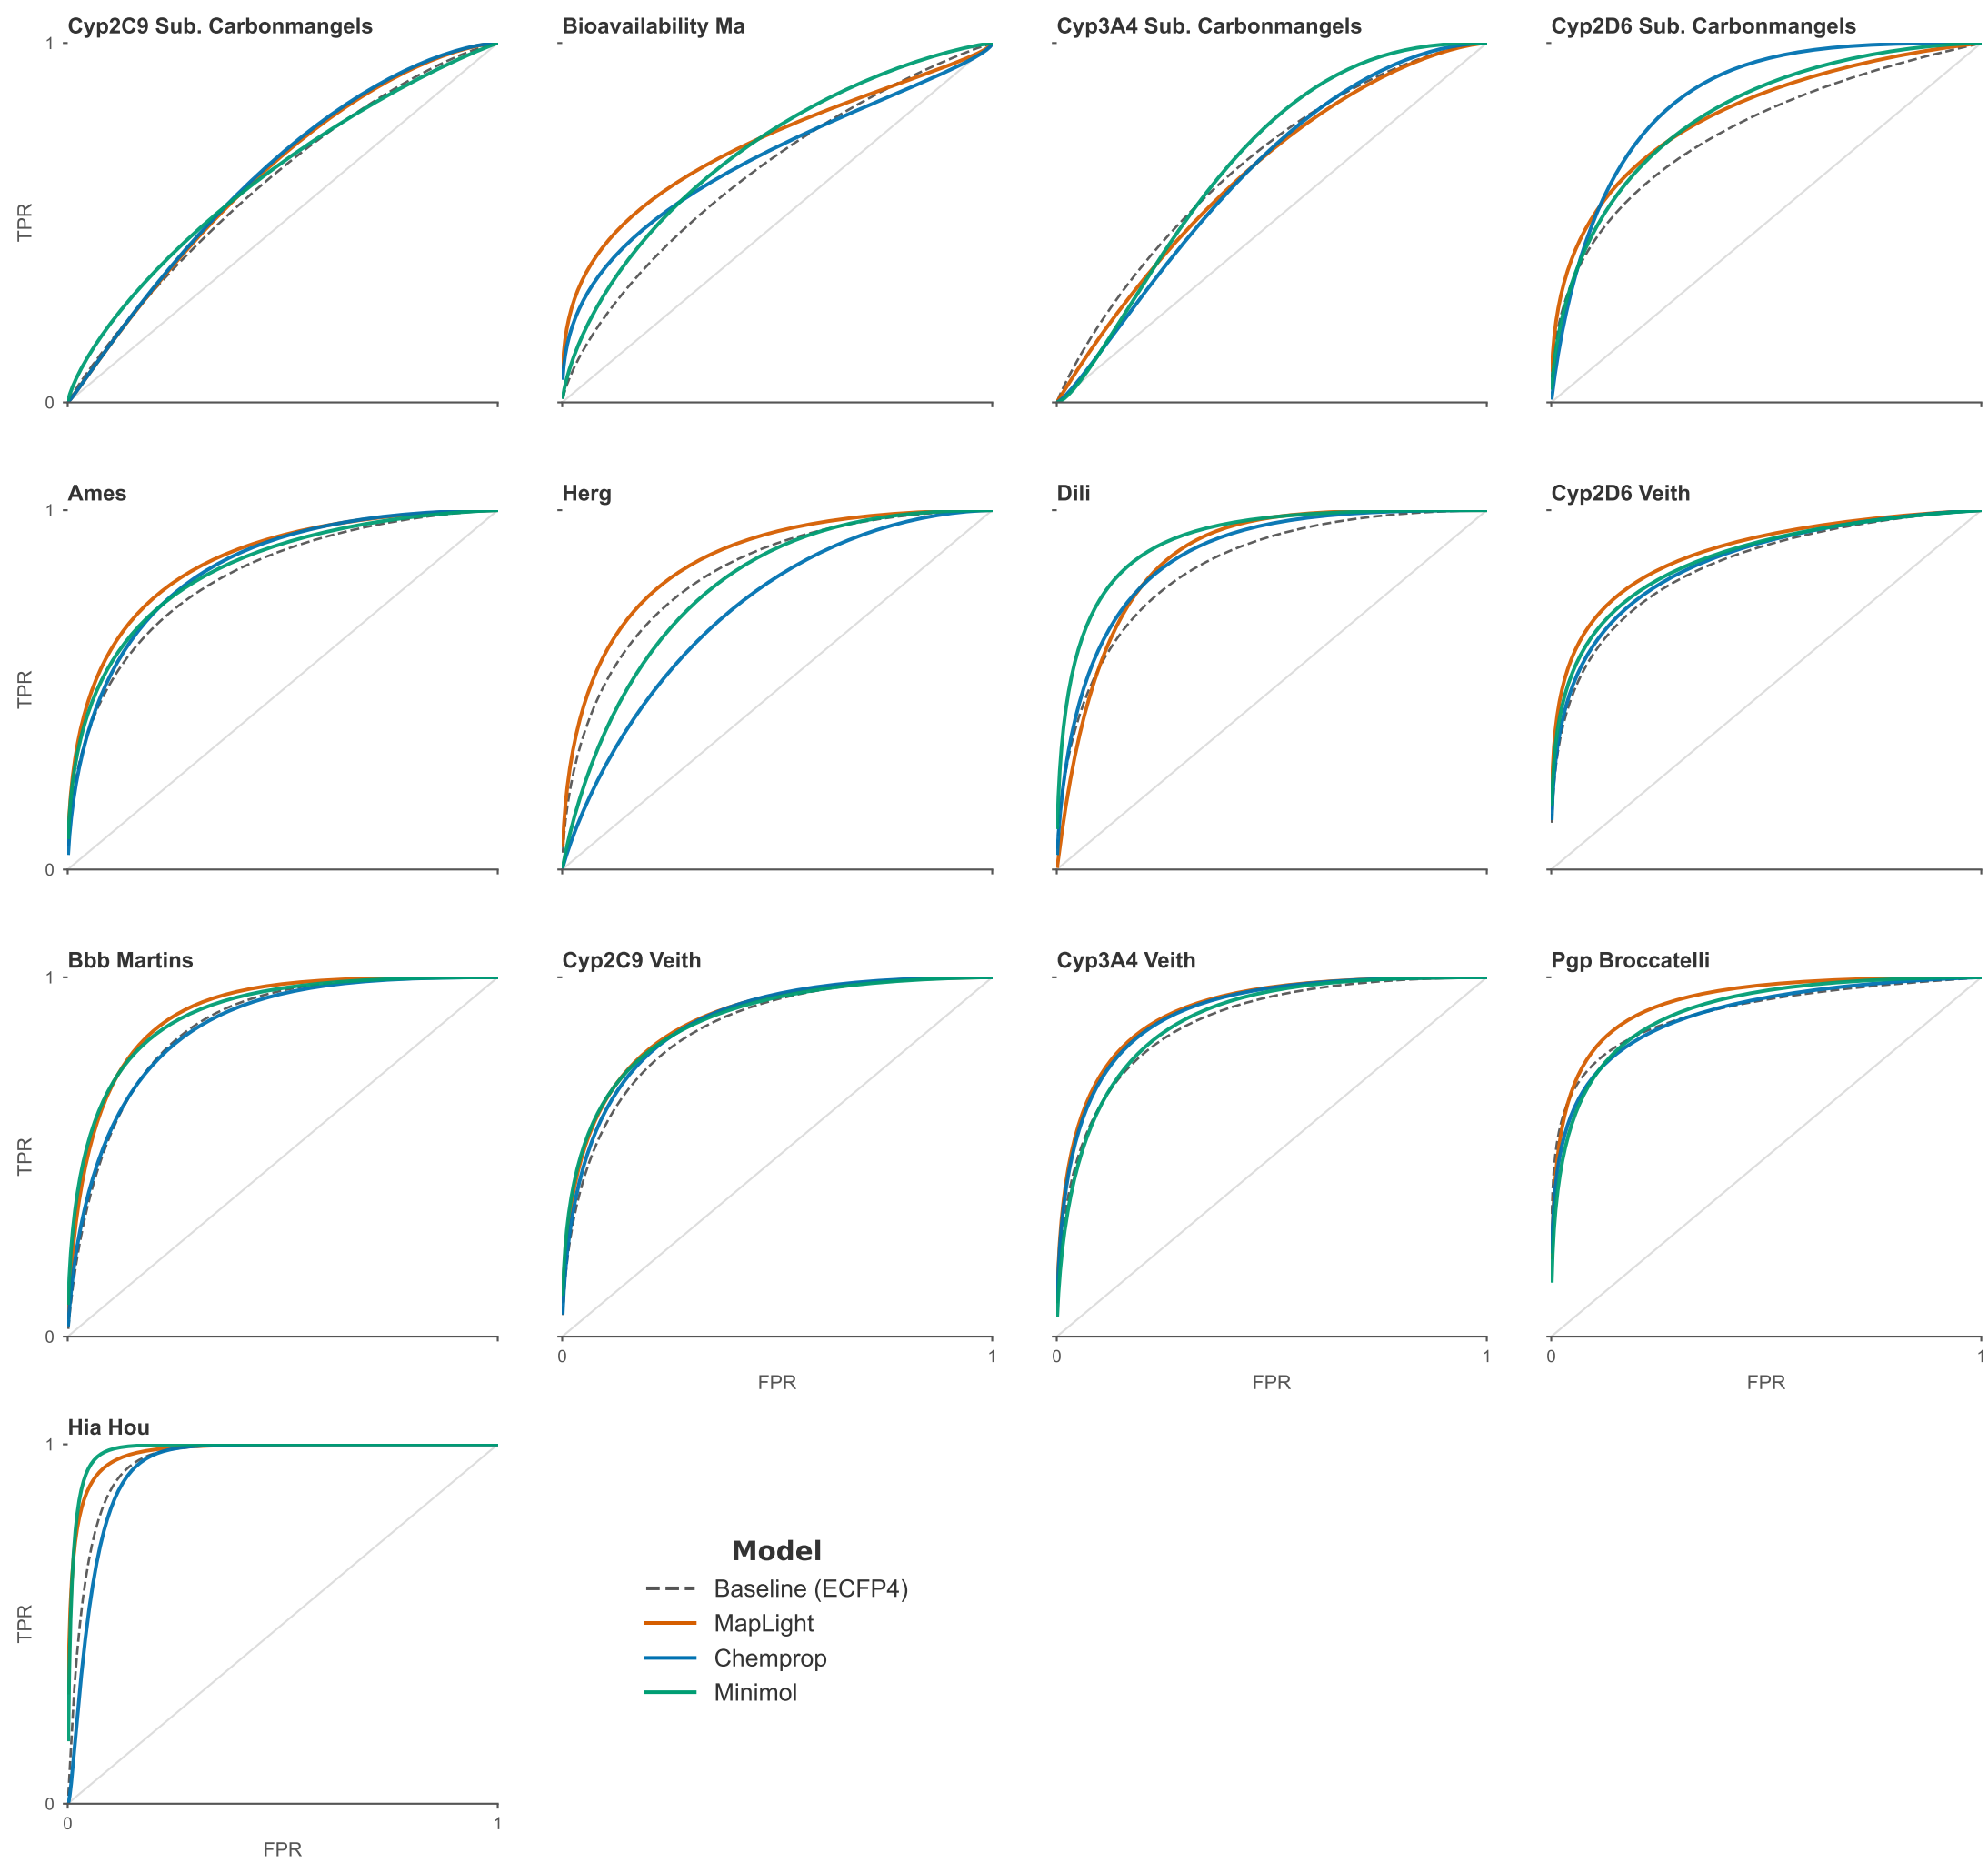 Cyp2C9 Sub. Carbonmangels
Bioavailability Ma
Cyp3A4 Sub. Carbonmangels
Cyp2D6 Sub. Carbonmangels
1
TPR
0
Ames
Herg
Dili
Cyp2D6 Veith
1
TPR
0
Bbb Martins
Cyp2C9 Veith
Cyp3A4 Veith
Pgp Broccatelli
1
TPR
0
0 1
FPR
0 1
FPR
0 1
FPR
Hia Hou
1
TPR
0
0 1
FPR
Model
Baseline (ECFP4)
MapLight
Chemprop
Minimol